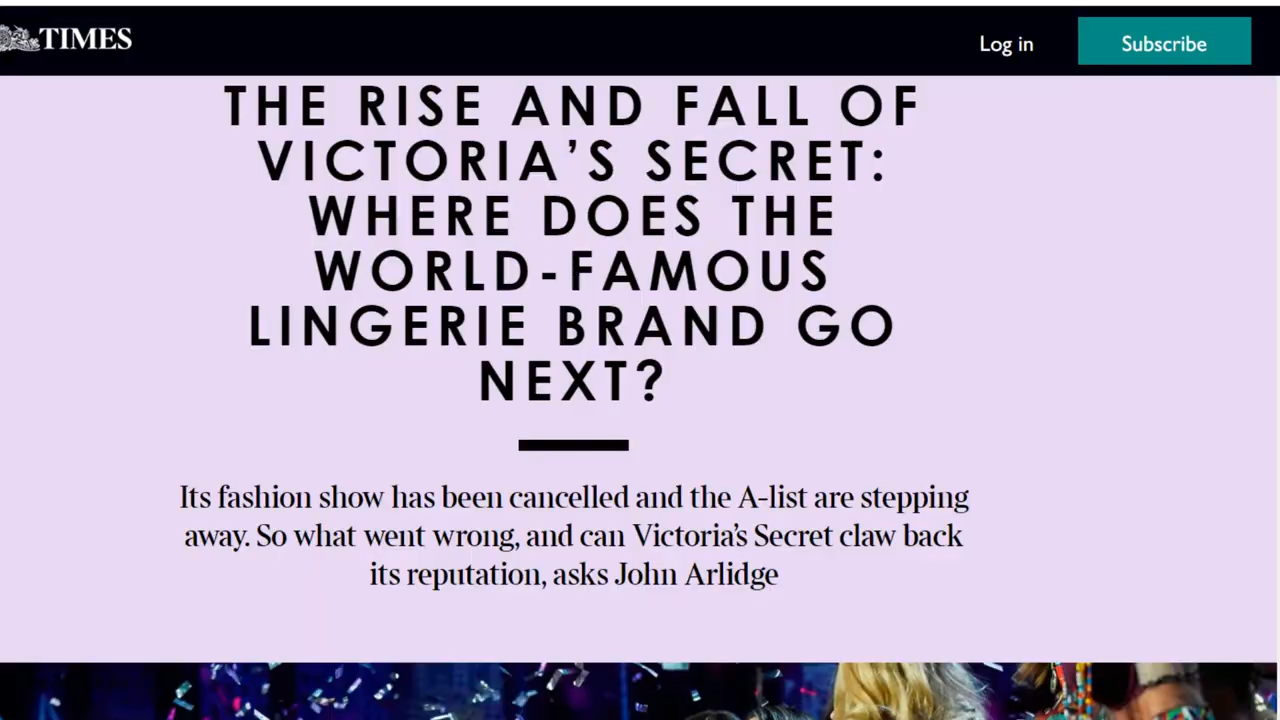 TIMES
Log in
Subscribe
THE RISE AND FALL OF
VICTORIA’S SECRET:
WHERE DOES THE
WORLD-FAMOUS
LINGERIE BRAND GO
NEXT?
Its fashion show has been cancelled and the A-list are stepping
away. So what went wrong, and can Victoria’s Secret claw back
its reputation, asks John Arlidge